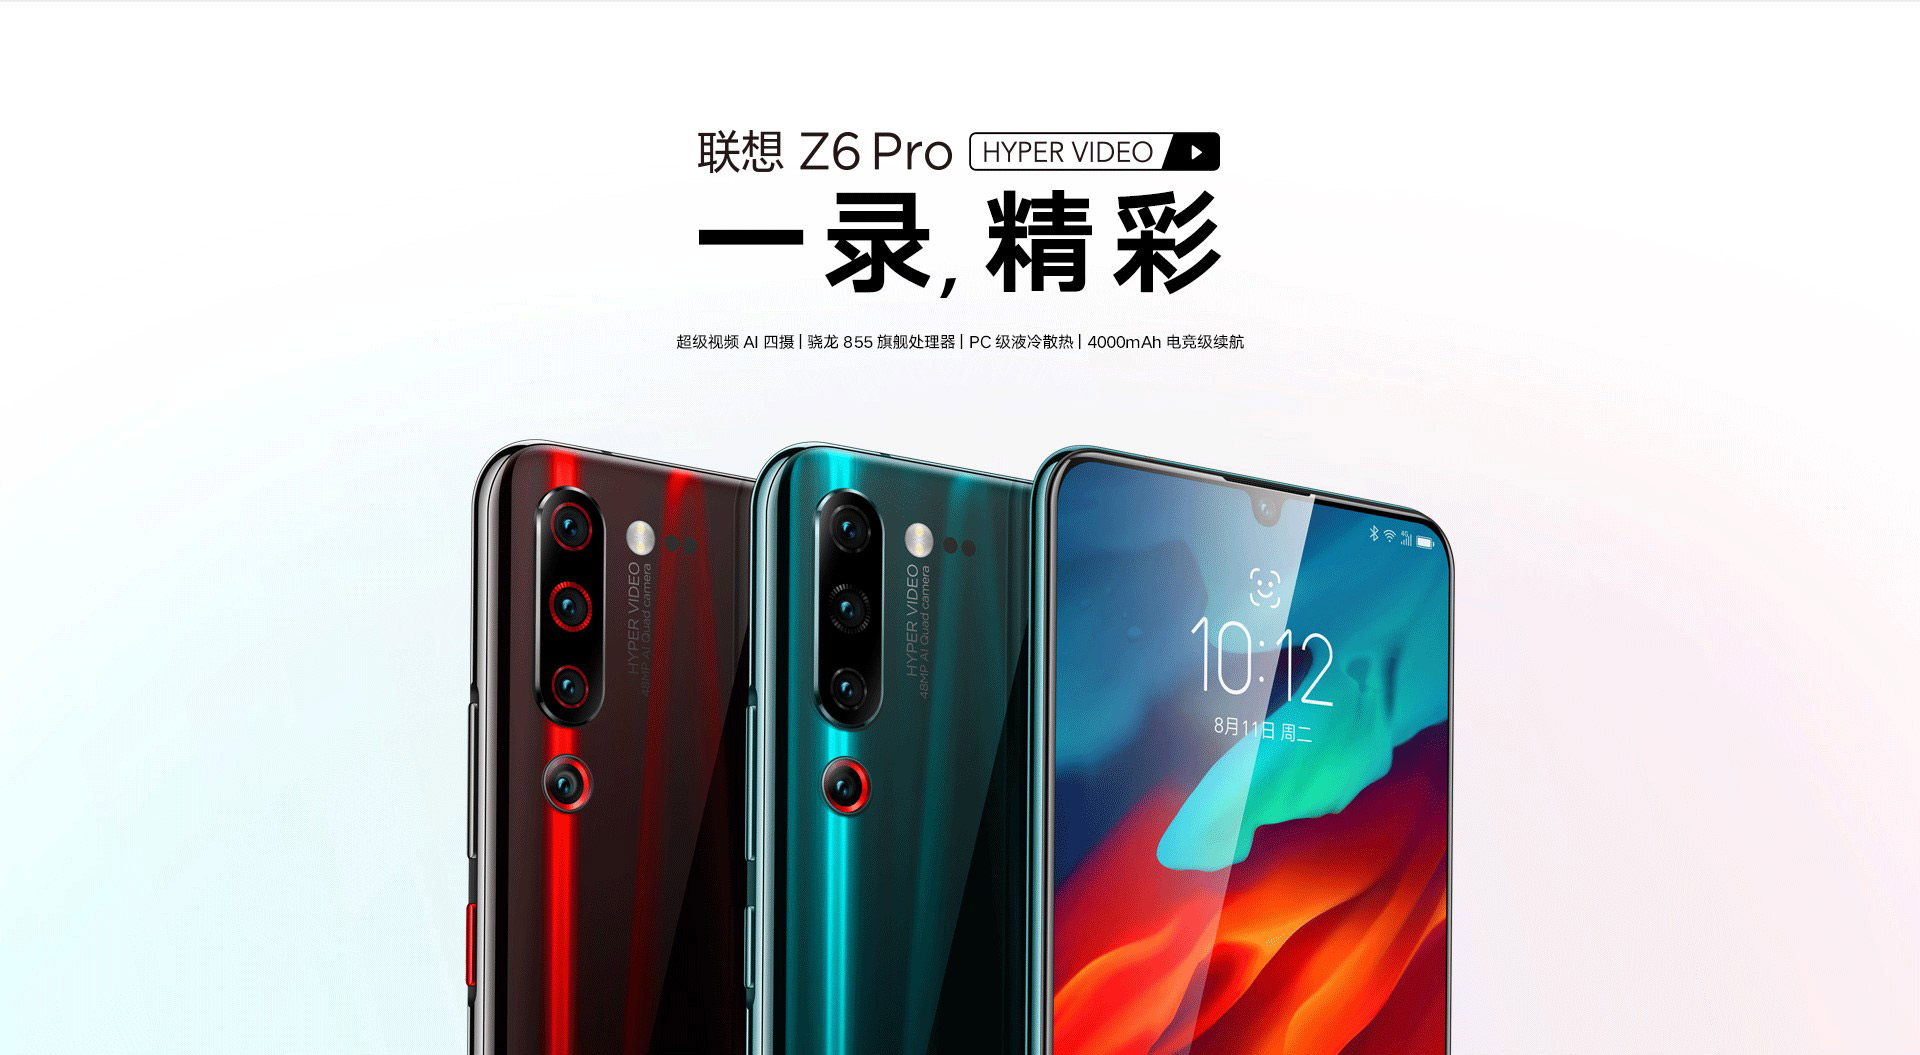 联想 Z6 Pro HYPER VIDEO
一录,精彩
超级视频 AI 四摄 | 骁龙 855 旗舰处理器 | PC 级液冷散热 | 4000mAh 电竞级续航
HYPER VIDEO
48MP AI Quad camera
HYPER VIDEO
48MP AI Quad camera
4G
10:12
8月11日 周二